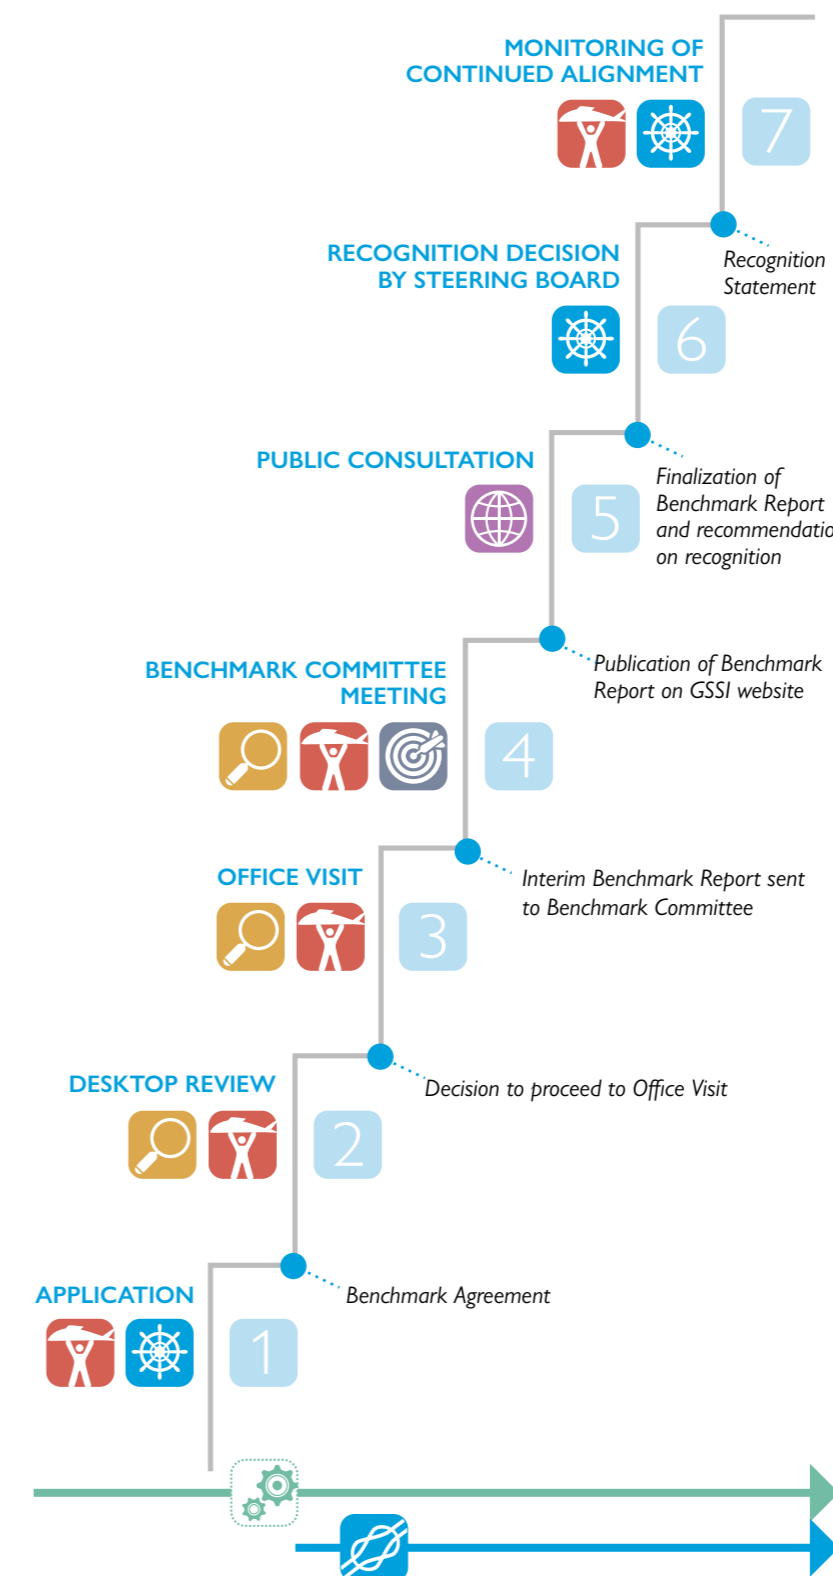 MONITORING OF
CONTINUED ALIGNMENT
7
Recognition
Statement
RECOGNITION DECISION
BY STEERING BOARD
6
Finalization of
Benchmark Report
and recommendatio
on recognition
PUBLIC CONSULTATION
5
Publication of Benchmark
Report on GSSI website
BENCHMARK COMMITTEE
MEETING
4
Interim Benchmark Report sent
to Benchmark Committee
OFFICE VISIT
3
Decision to proceed to Office Visit
DESKTOP REVIEW
2
Benchmark Agreement
APPLICATION
1